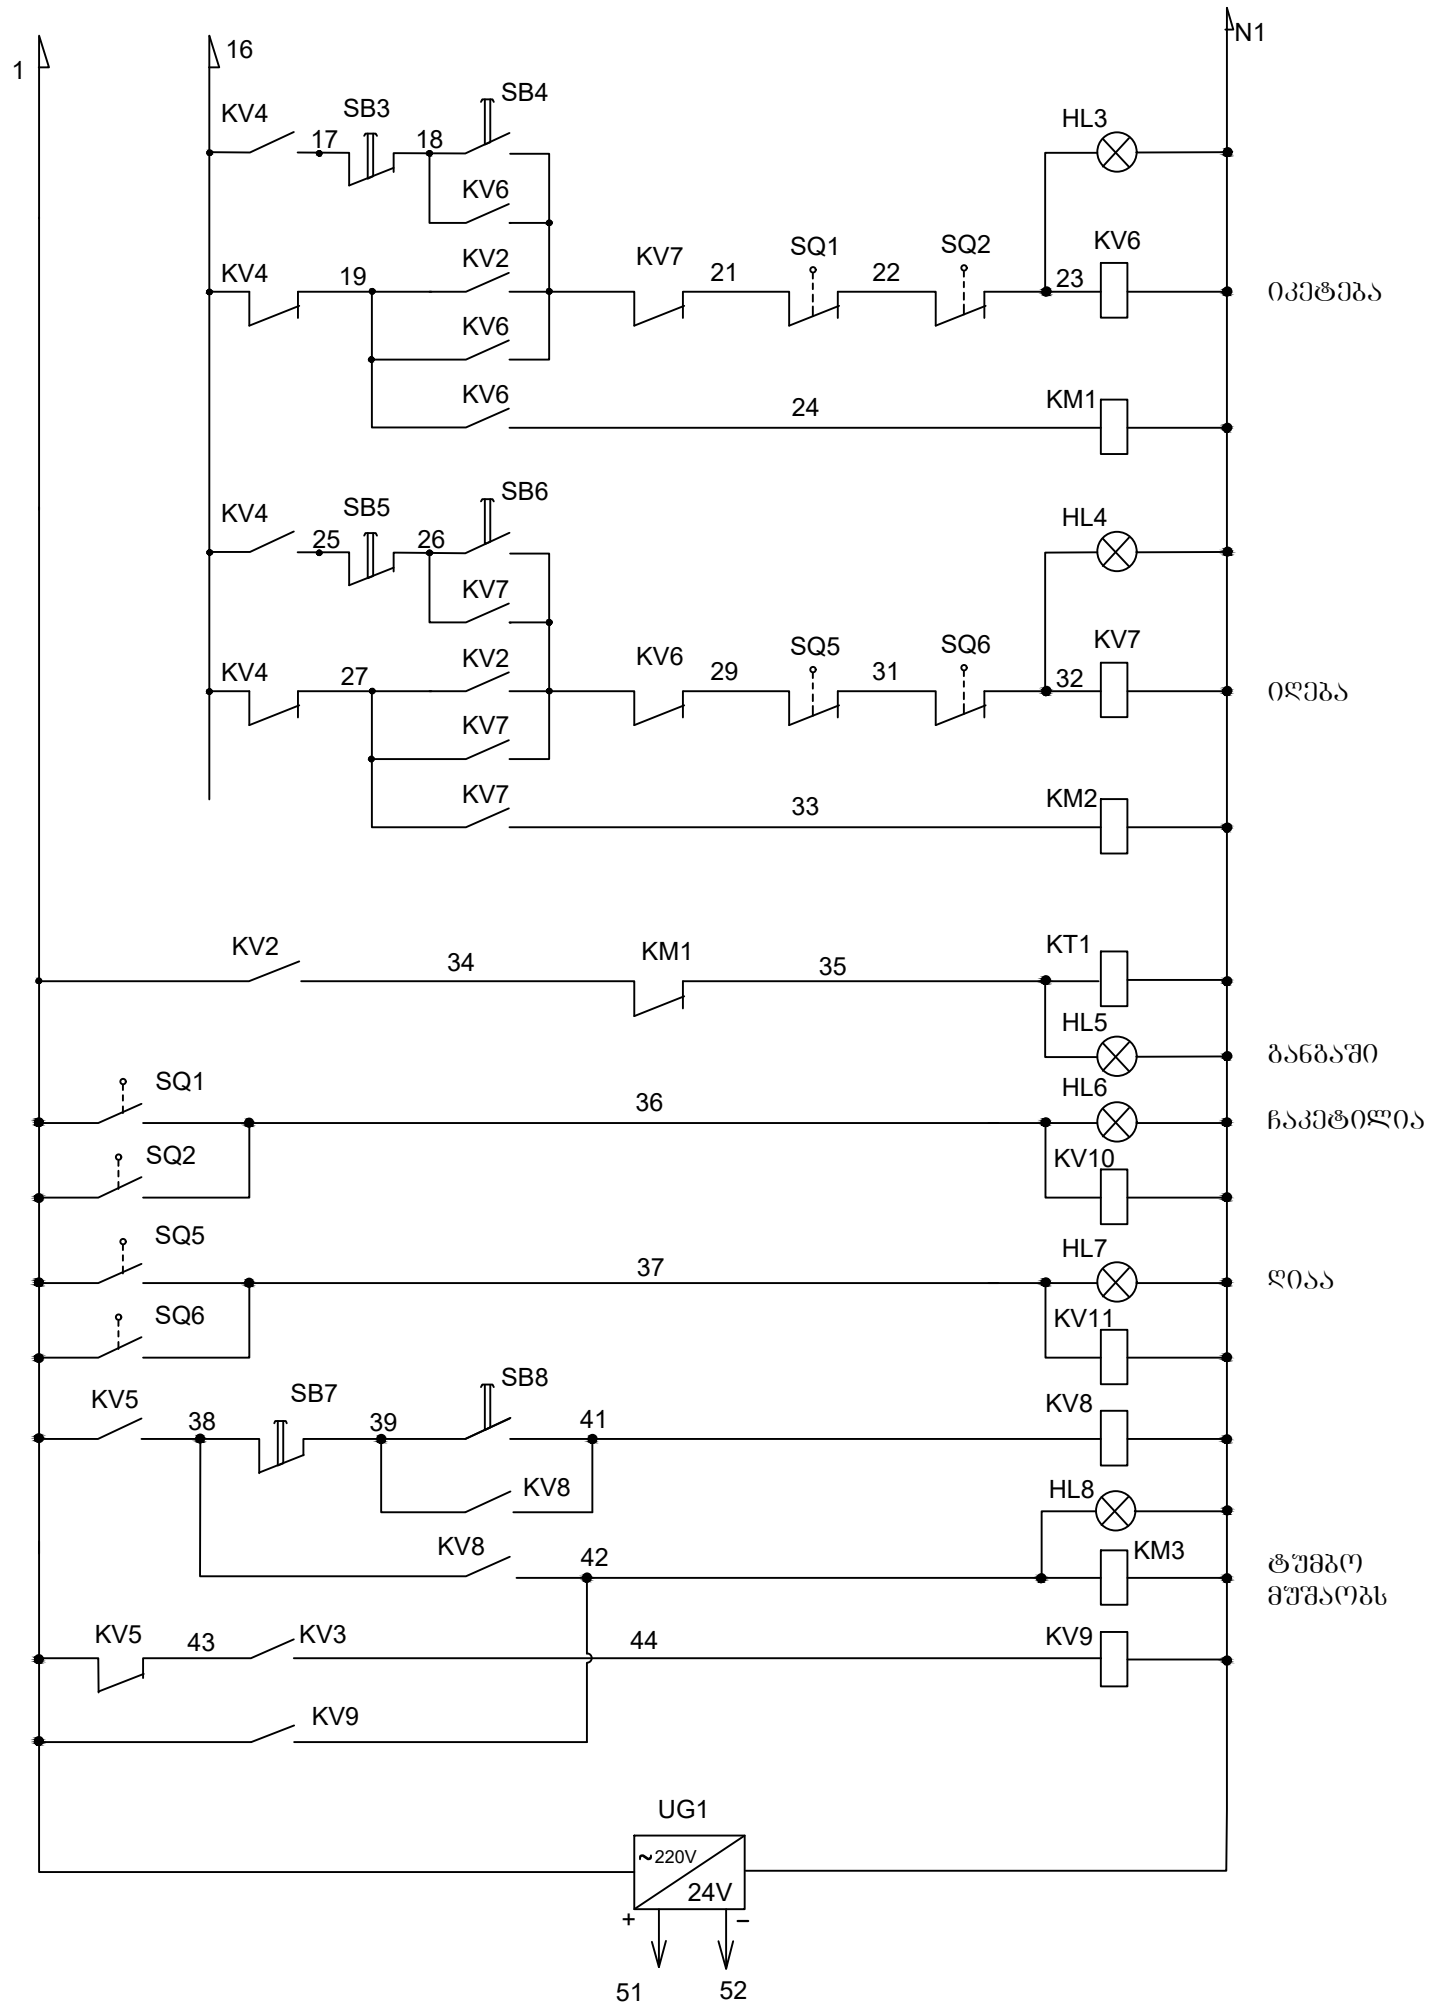 1
16
N1
KV4
SB3
SB4
HL3
17
18
KV6
KV4
19
KV2
KV7
21
SQ1
22
SQ2
23
KV6
იკეტება
KV6
KV6
24
KM1
KV4
SB5
SB6
HL4
25
26
KV7
KV4
27
KV2
KV6
29
SQ5
31
SQ6
32
KV7
იღება
KV7
KV7
33
KM2
KV2
34
KM1
35
KT1
HL5
განგაში
SQ1
36
HL6
ჩაკეტილია
SQ2
KV10
SQ5
37
HL7
ღიაა
SQ6
KV11
KV5
38
SB7
39
SB8
41
KV8
KV8
HL8
KV8
42
KM3
ტუმბო
მუშაობს
KV5
43
KV3
44
KV9
KV9
UG1
~220V
24V
+
−
51
52